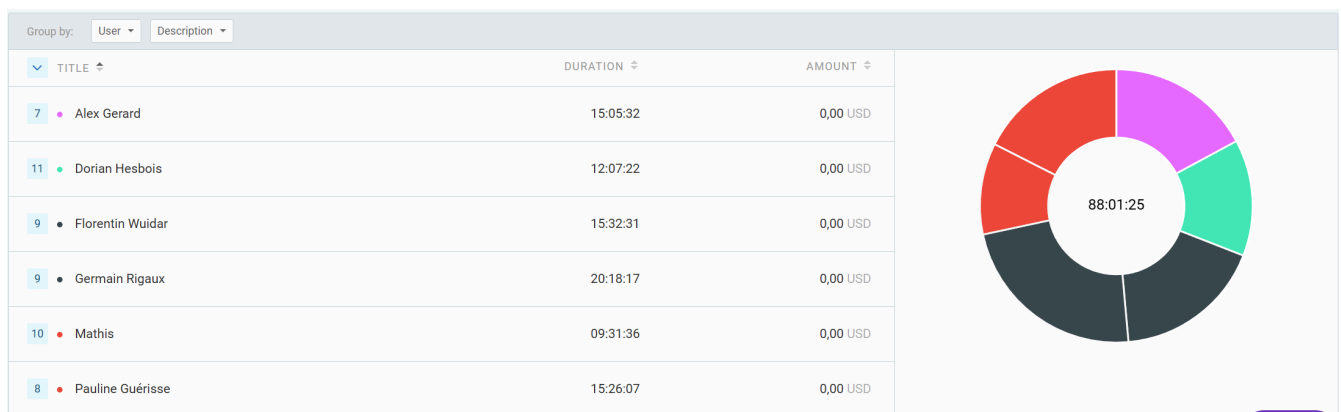 Group by: User Description
TITLE DURATION AMOUNT
7 Alex Gerard 15:05:32 0,00 USD
11 Dorian Hesbois 12:07:22 0,00 USD
9 Florentin Wuidar 15:32:31 0,00 USD
9 Germain Rigaux 20:18:17 0,00 USD
10 Mathis 09:31:36 0,00 USD
8 Pauline Guérisse 15:26:07 0,00 USD
88:01:25